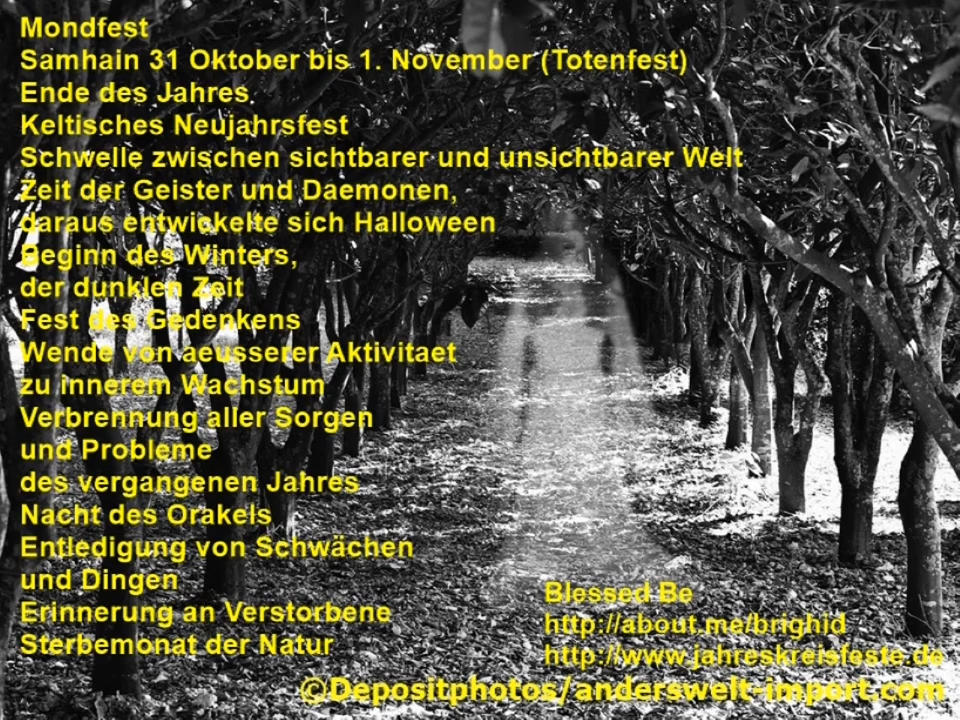 Mondfest
Samhain 31 Oktober bis 1. November (Totenfest)
Ende des Jahres
Keltisches Neujahrsfest
Schwelle zwischen sichtbarer und unsichtbarer Welt
Zeit der Geister und Daemonen,
daraus entwickelte sich Halloween
Beginn des Winters,
der dunklen Zeit
Fest des Gedenkens
Wende von aeusserer Aktivitaet
zu innerem Wachstum
Verbrennung aller Sorgen
und Probleme
des vergangenen Jahres
Nacht des Orakels
Entledigung von Schwächen
und Dingen
Erinnerung an Verstorbene
Sterbemonat der Natur
Blessed Be
http://about.me/brighid
http://www.jahreskreisfeste.de
©Depositphotos/anderswelt-import.com